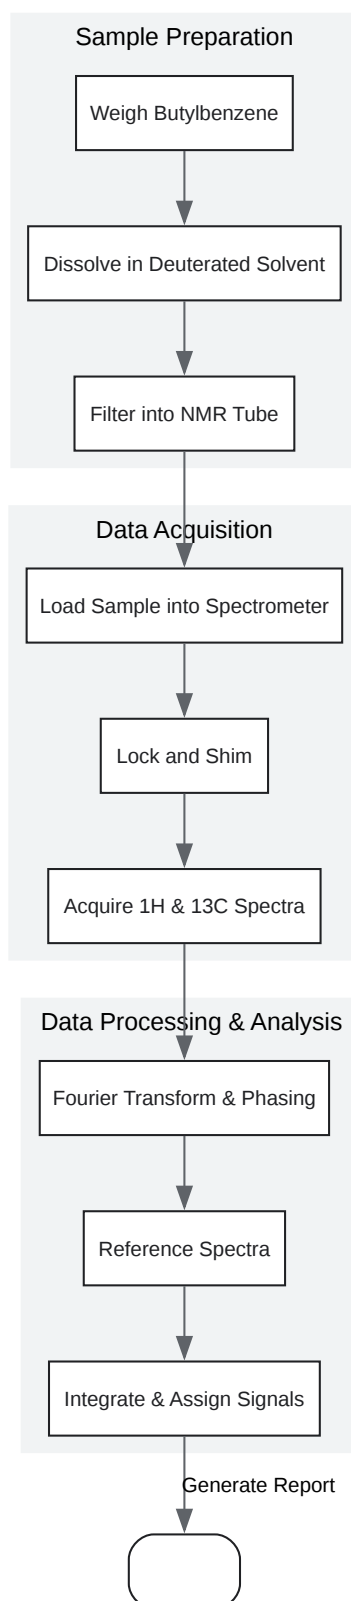 Sample Preparation
Weigh Butylbenzene
Dissolve in Deuterated Solvent
Filter into NMR Tube
Data Acquisition
Load Sample into Spectrometer
Lock and Shim
Acquire 1H & 13C Spectra
Data Processing & Analysis
Fourier Transform & Phasing
Reference Spectra
Integrate & Assign Signals
Generate Report